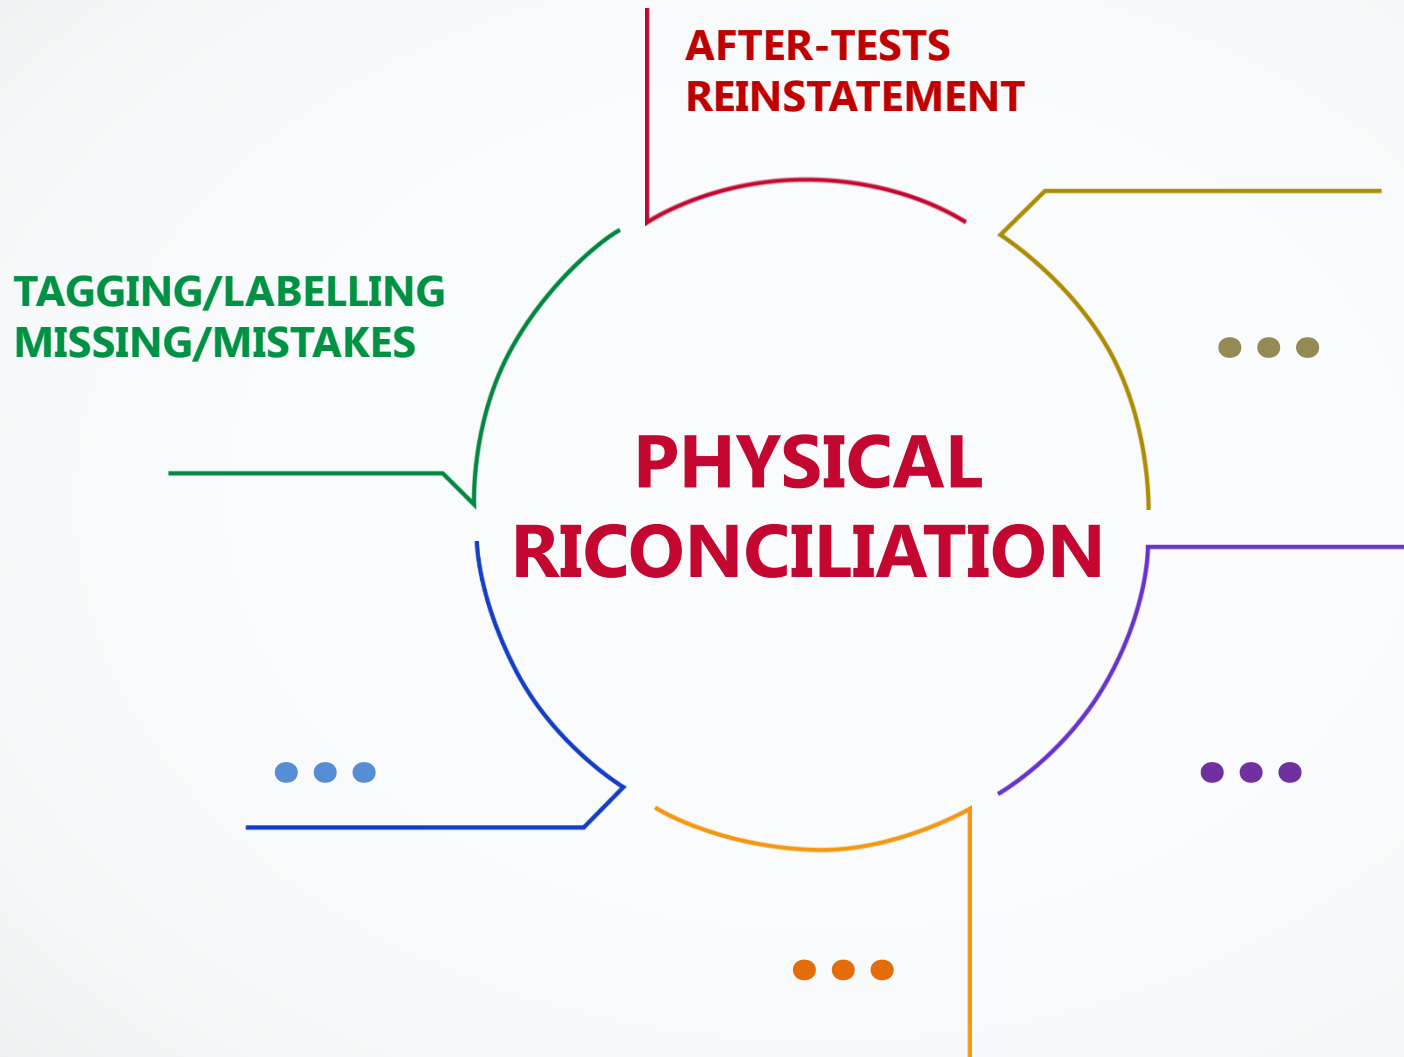 AFTER-TESTS
REINSTATEMENT
TAGGING/LABELLING
MISSING/MISTAKES
PHYSICAL
RICONCILIATION